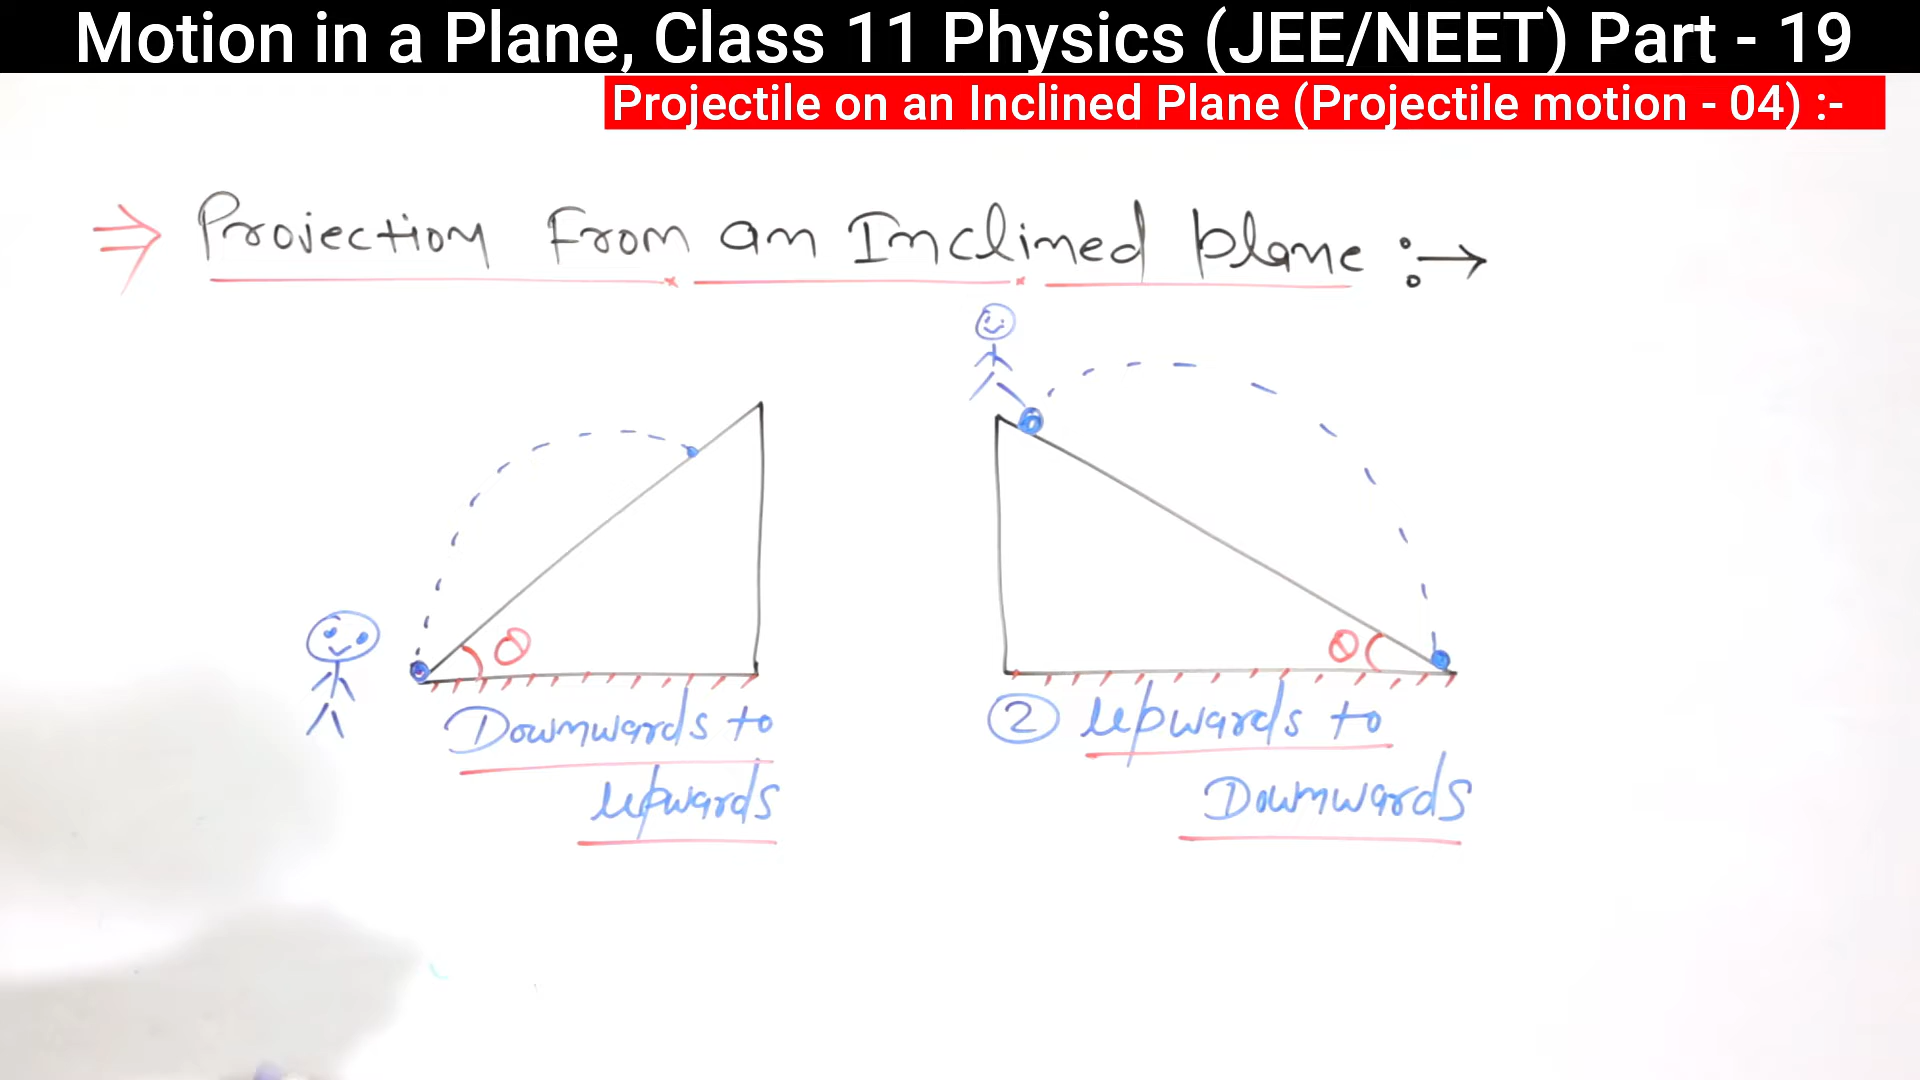 Motion in a Plane, Class 11 Physics (JEE/NEET) Part - 19
Projectile on an Inclined Plane (Projectile motion - 04) :-
⇒ Projection From an Inclined plane :→
θ
θ
Downwards to
upwards
② upwards to
Downwards